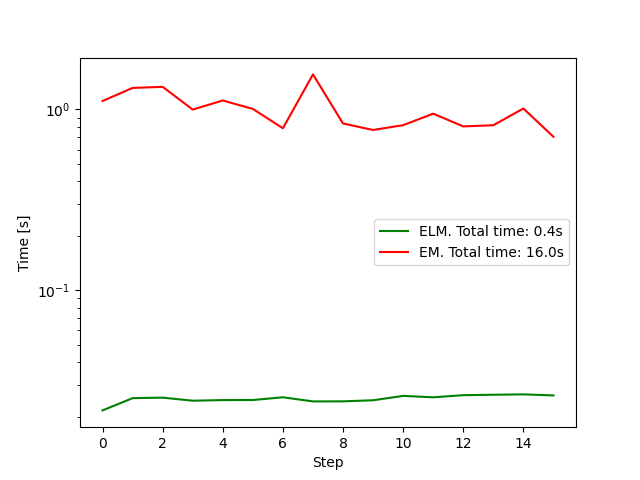 10⁰
10⁻¹
Time [s]
ELM. Total time: 0.4s
EM. Total time: 16.0s
0 2 4 6 8 10 12 14
Step